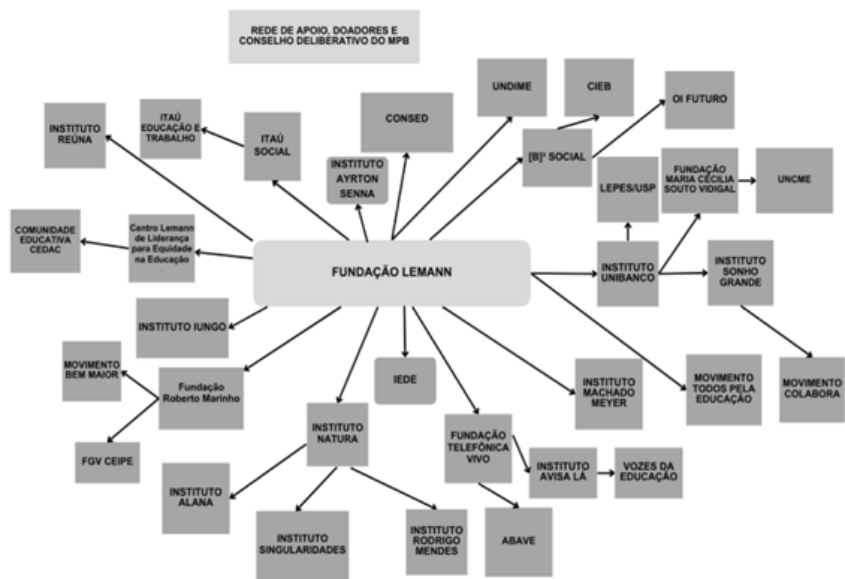 REDE DE APOIO, DOADORES E
CONSELHO DELIBERATIVO DO MPB
UNDIME
CIEB
OI FUTURO
CONSED
ITAÚ
EDUCAÇÃO E
TRABALHO
INSTITUTO
REÚNA
ITAÚ
SOCIAL
[B]³ SOCIAL
INSTITUTO
AYRTON
SENNA
LEPES/USP
FUNDAÇÃO
MARIA CECÍLIA
SOUTO VIDIGAL
UNCME
COMUNIDADE
EDUCATIVA
CEDAC
Centro Lemann
de Liderança
para Equidade
na Educação
FUNDAÇÃO LEMANN
INSTITUTO
UNIBANCO
INSTITUTO
SONHO
GRANDE
INSTITUTO IUNGO
MOVIMENTO
BEM MAIOR
Fundação
Roberto Marinho
IEDE
INSTITUTO
MACHADO
MEYER
MOVIMENTO
TODOS PELA
EDUCAÇÃO
MOVIMENTO
COLABORA
FGV CEIPE
INSTITUTO
NATURA
FUNDAÇÃO
TELEFÔNICA
VIVO
INSTITUTO
AVISA LÁ
VOZES DA
EDUCAÇÃO
INSTITUTO
ALANA
INSTITUTO
SINGULARIDADES
INSTITUTO
RODRIGO
MENDES
ABAVE